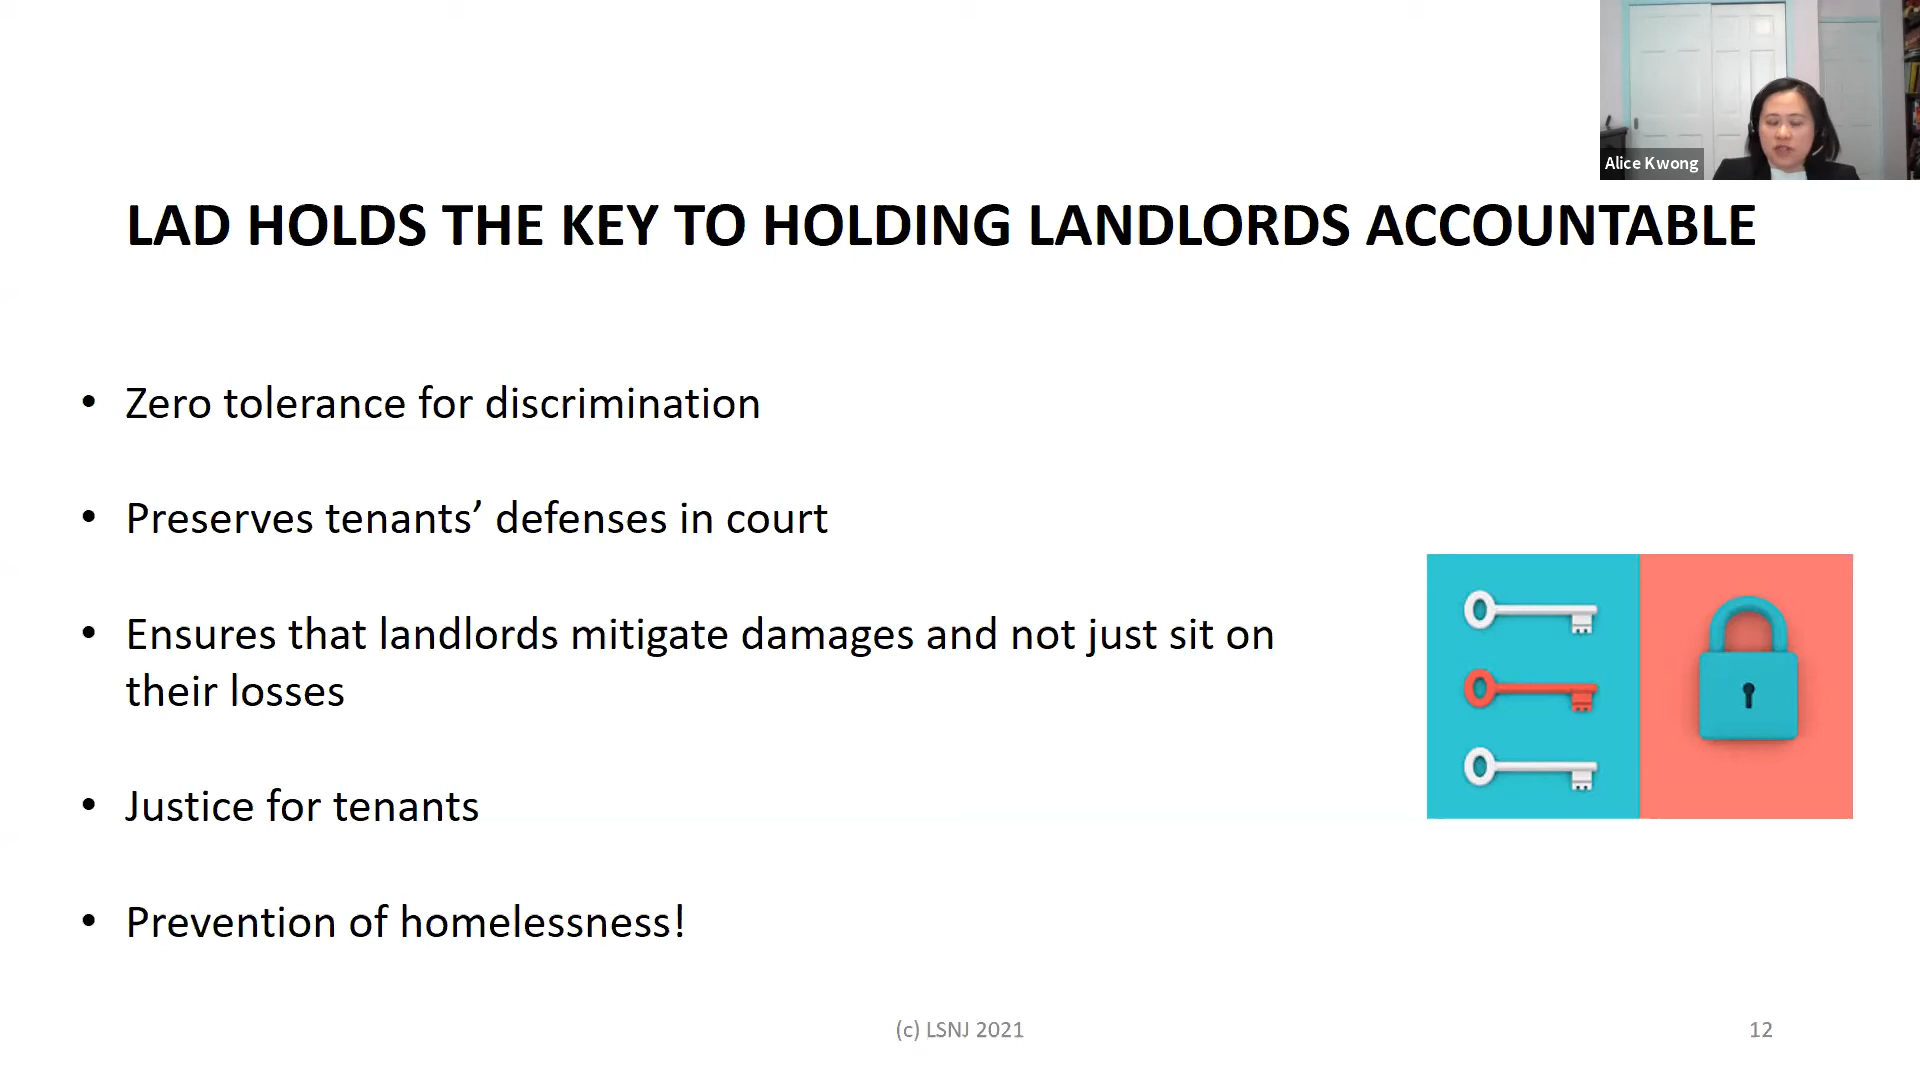 Alice Kwong
LAD HOLDS THE KEY TO HOLDING LANDLORDS ACCOUNTABLE
• Zero tolerance for discrimination
• Preserves tenants’ defenses in court
• Ensures that landlords mitigate damages and not just sit on
their losses
• Justice for tenants
• Prevention of homelessness!
(c) LSNJ 2021
12